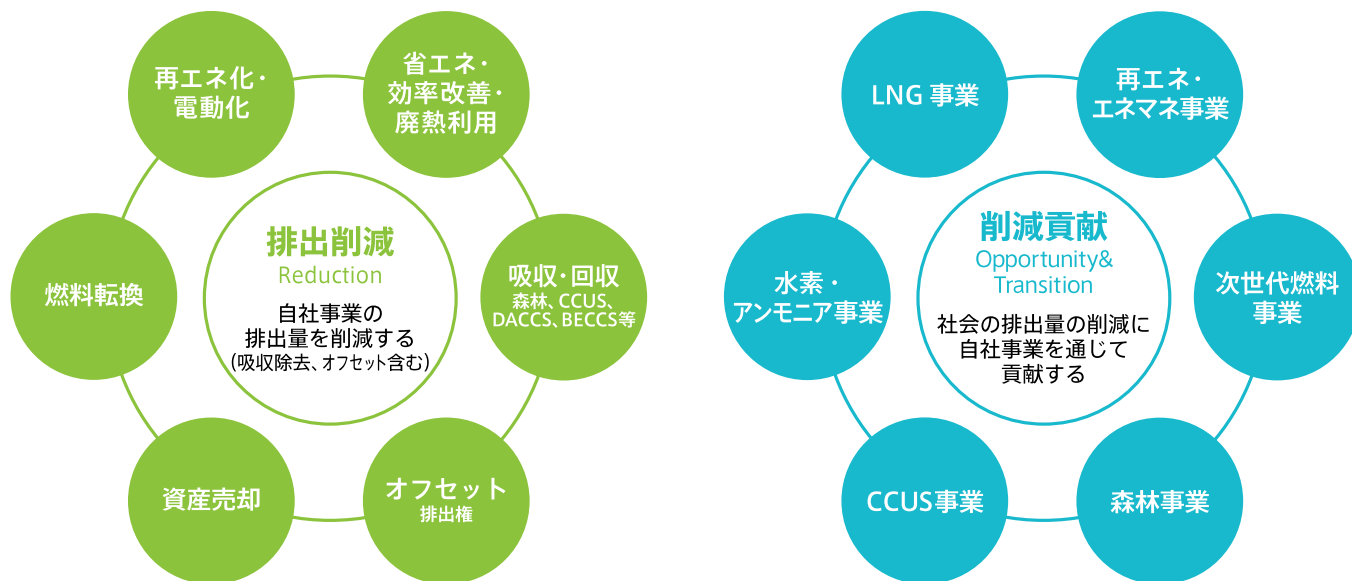 再エネ化・
電動化
省エネ・
効率改善・
廃熱利用
燃料転換
排出削減
Reduction
自社事業の
排出量を削減する
(吸収除去、オフセット含む)
吸収・回収
森林、CCUS、
DACCS、BECCS等
資産売却
オフセット
排出権
LNG 事業
再エネ・
エネマネ事業
水素・
アンモニア事業
削減貢献
Opportunity&
Transition
社会の排出量の削減に
自社事業を通じて
貢献する
次世代燃料
事業
CCUS事業
森林事業